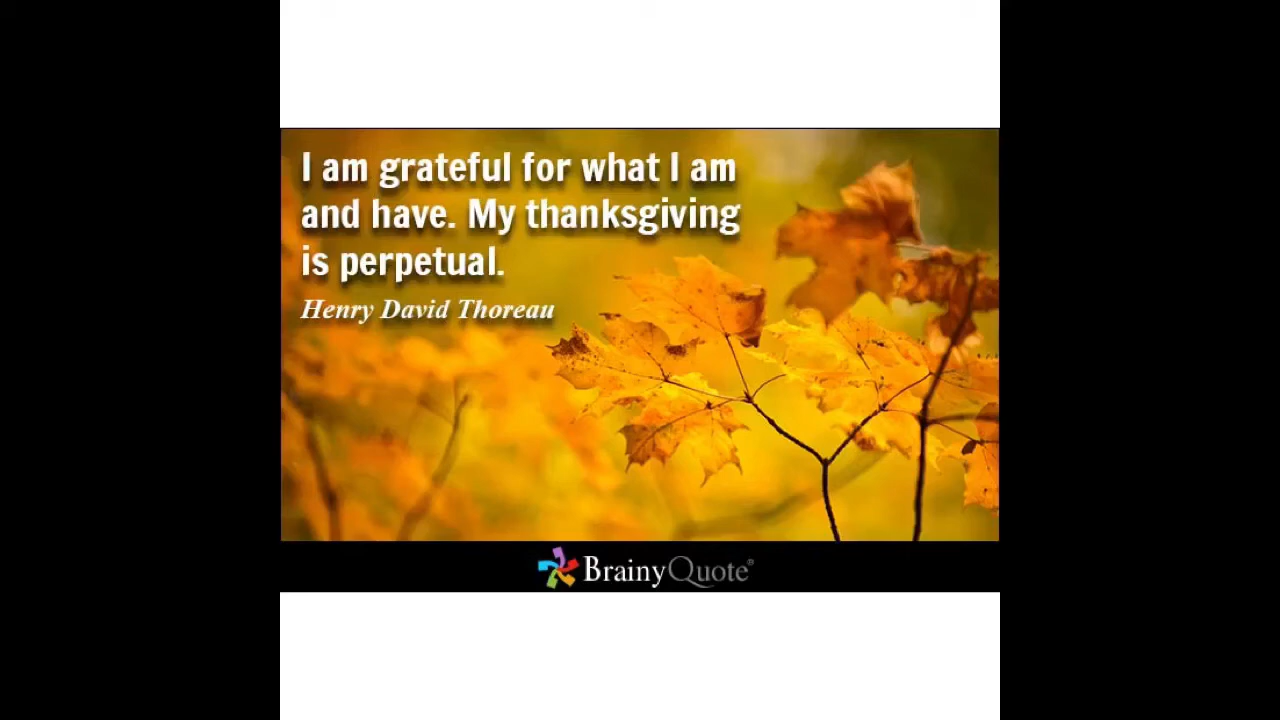 I am grateful for what I am
and have. My thanksgiving
is perpetual.
Henry David Thoreau
BrainyQuote®